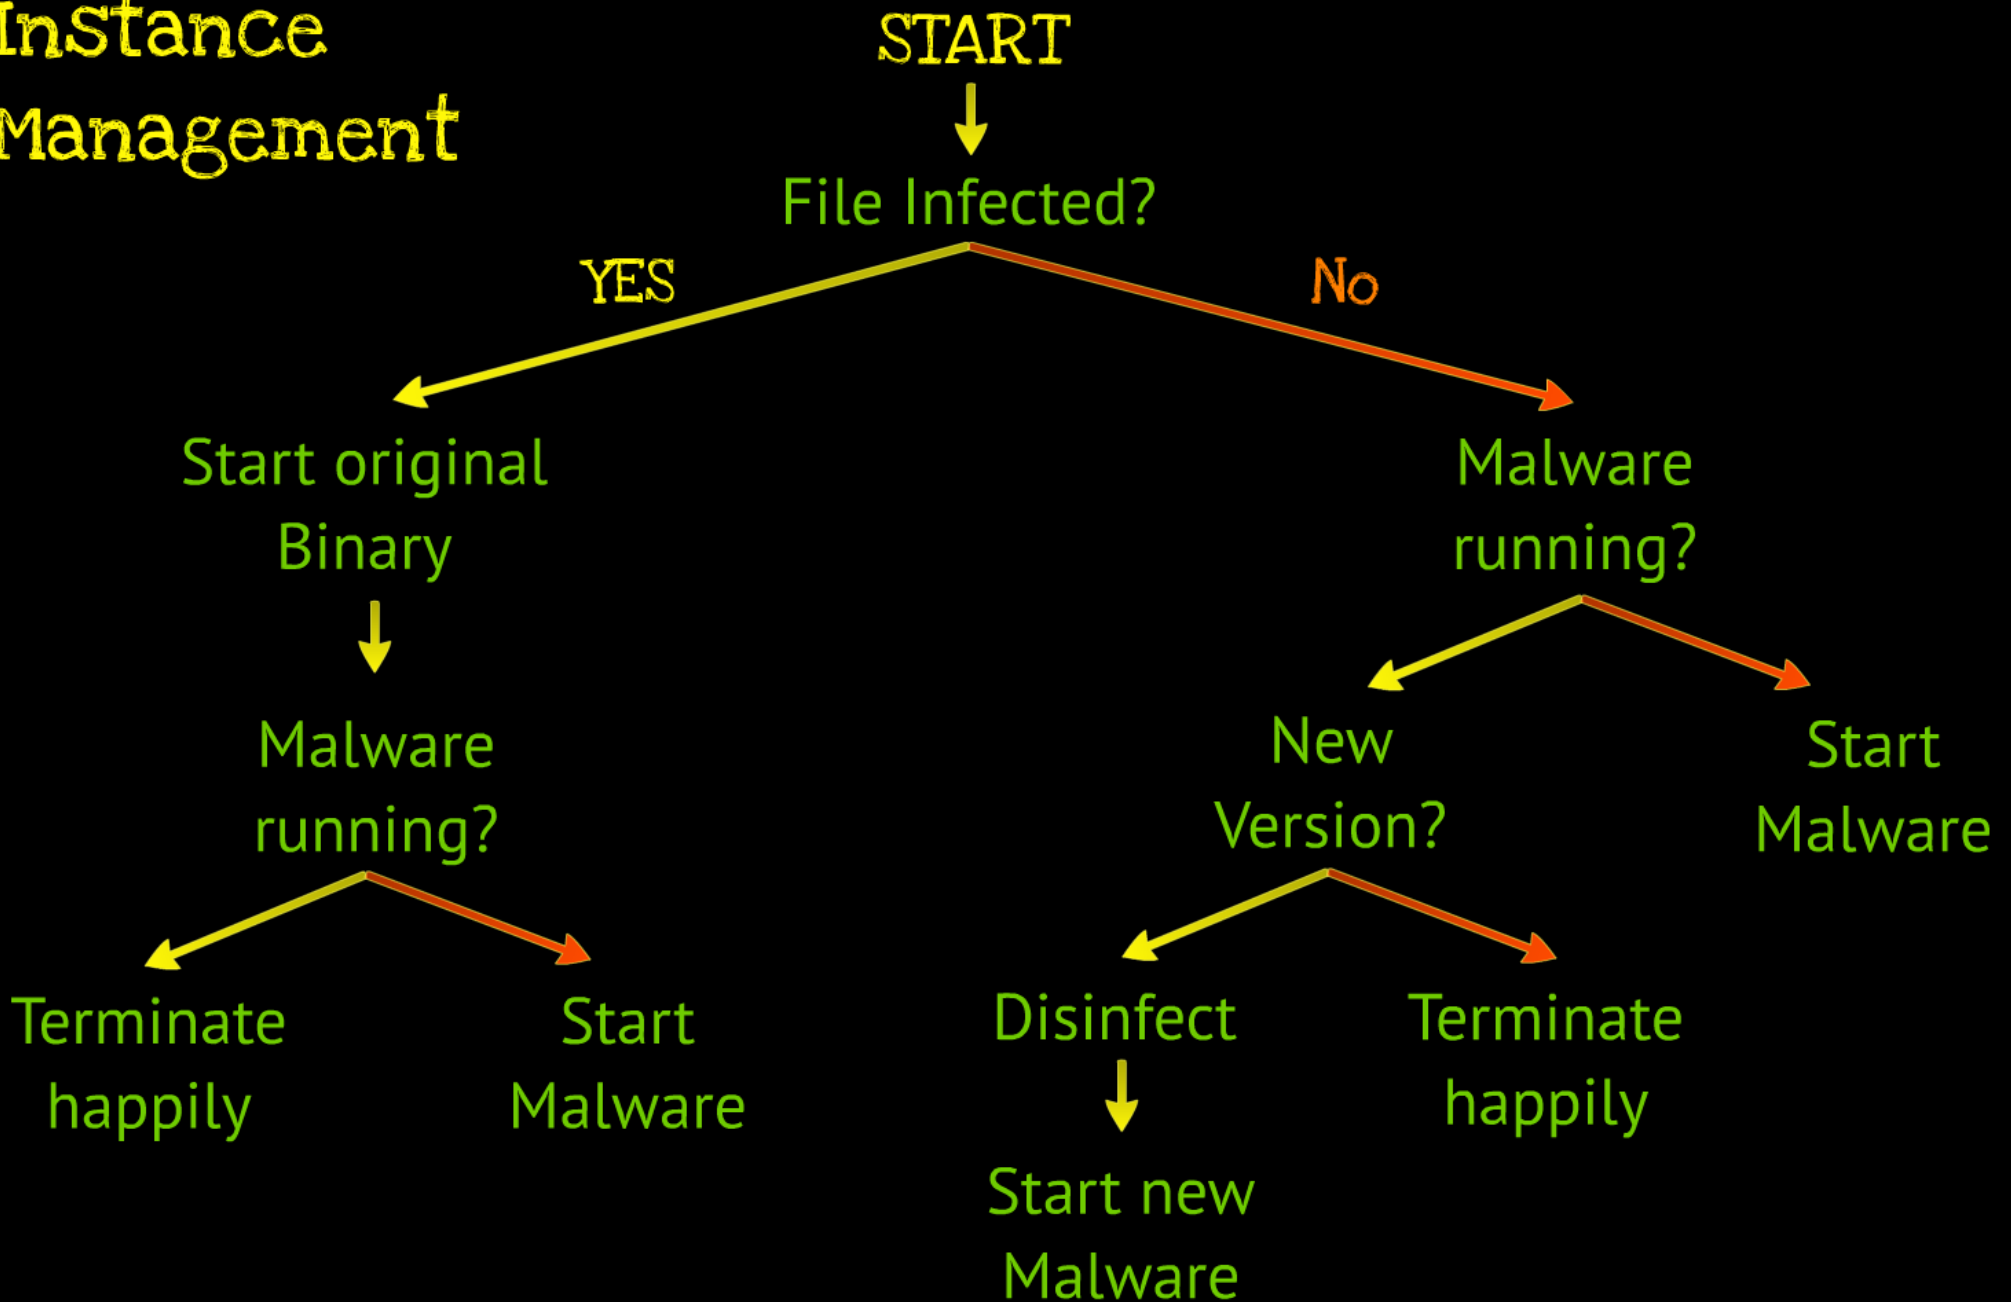 Instance
Management
START
File Infected?
YES
No
Start original
Binary
Malware
running?
Malware
running?
Terminate
happily
Start
Malware
New
Version?
Start
Malware
Disinfect
Terminate
happily
Start new
Malware